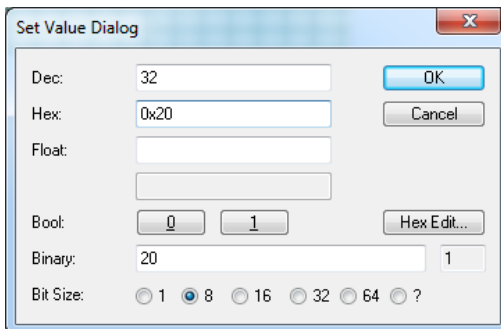 Set Value Dialog
X
Dec: 32 OK
Hex: 0x20 Cancel
Float:
Bool: 0 1 Hex Edit...
Binary: 20 1
Bit Size: 1 8 16 32 64 ?